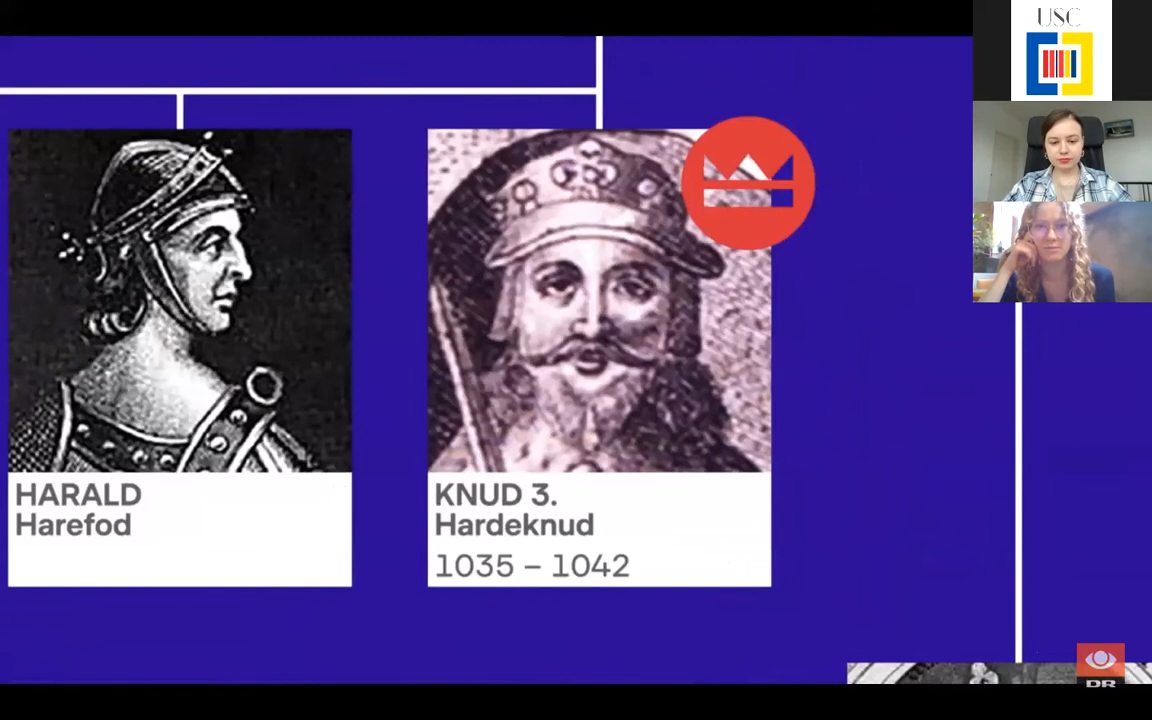 USC
HARALD
Harefod
KNUD 3.
Hardeknud
1035 – 1042
DR